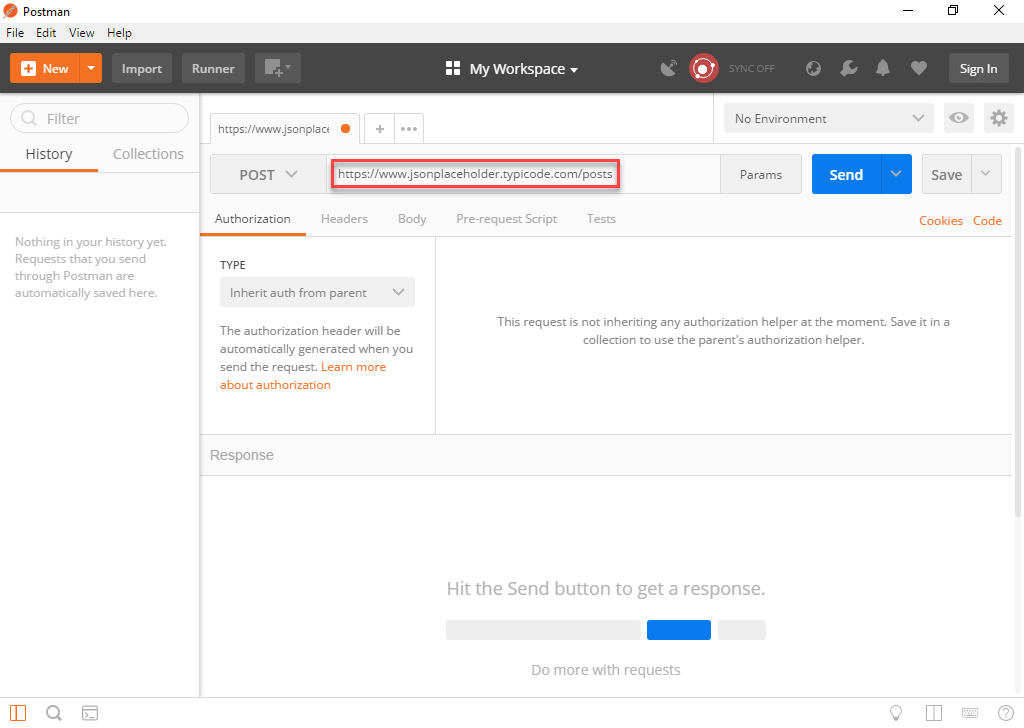 Postman
File Edit View Help
New Import Runner My Workspace SYNC OFF Sign In
Filter
History Collections
Nothing in your history yet.
Requests that you send
through Postman are
automatically saved here.
https://www.jsonplace + ••• No Environment
POST https://www.jsonplaceholder.typicode.com/posts Params Send Save
Authorization Headers Body Pre-request Script Tests Cookies Code
TYPE
Inherit auth from parent
The authorization header will be
automatically generated when you
send the request. Learn more
about authorization
This request is not inheriting any authorization helper at the moment. Save it in a
collection to use the parent's authorization helper.
Response
Hit the Send button to get a response.
Do more with requests